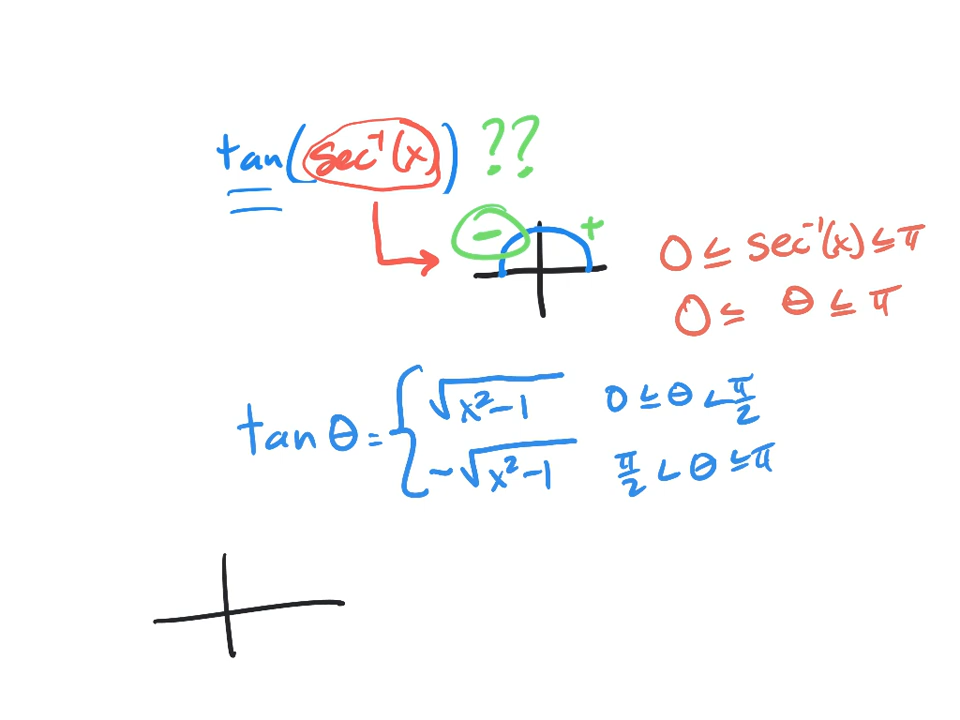 tan(sec⁻¹(x)) ??
− +
0 ≤ sec⁻¹(x) ≤ π
0 ≤ θ ≤ π
tan θ = { √(x²−1) 0 ≤ θ < π/2
−√(x²−1) π/2 < θ ≤ π